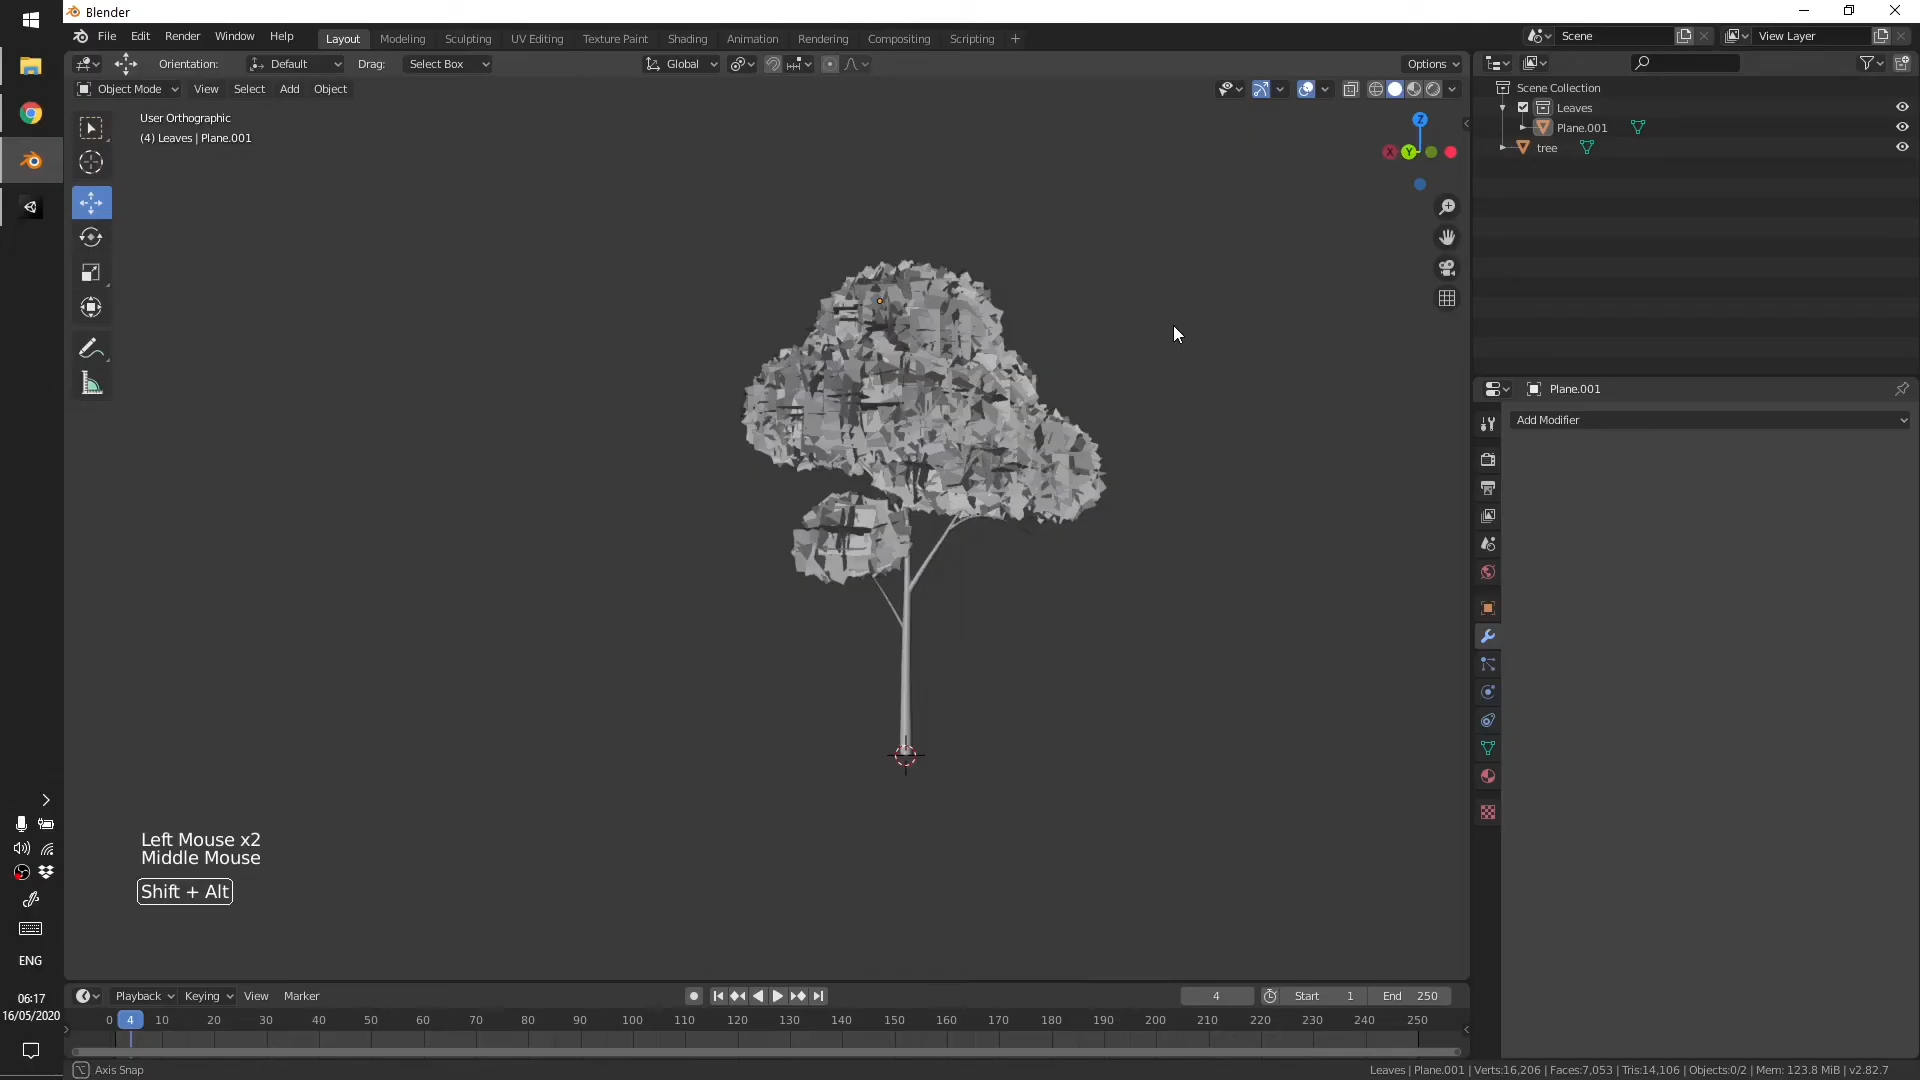 Blender
File Edit Render Window Help
Layout Modeling Sculpting UV Editing Texture Paint Shading Animation Rendering Compositing Scripting +
Scene
View Layer
Orientation: Default Drag: Select Box
Global
Options
Object Mode View Select Add Object
User Orthographic
(4) Leaves | Plane.001
Z
X Y
Scene Collection
Leaves
Plane.001
tree
Plane.001
Add Modifier
Left Mouse x2
Middle Mouse
Shift + Alt
ENG
06:17
16/05/2020
Playback Keying View Marker
4
Start 1
End 250
0 4 10 20 30 40 50 60 70 80 90 100 110 120 130 140 150 160 170 180 190 200 210 220 230 240 250
Axis Snap
Leaves | Plane.001 | Verts:16,206 | Faces:7,053 | Tris:14,106 | Objects:0/2 | Mem: 123.8 MiB | v2.82.7